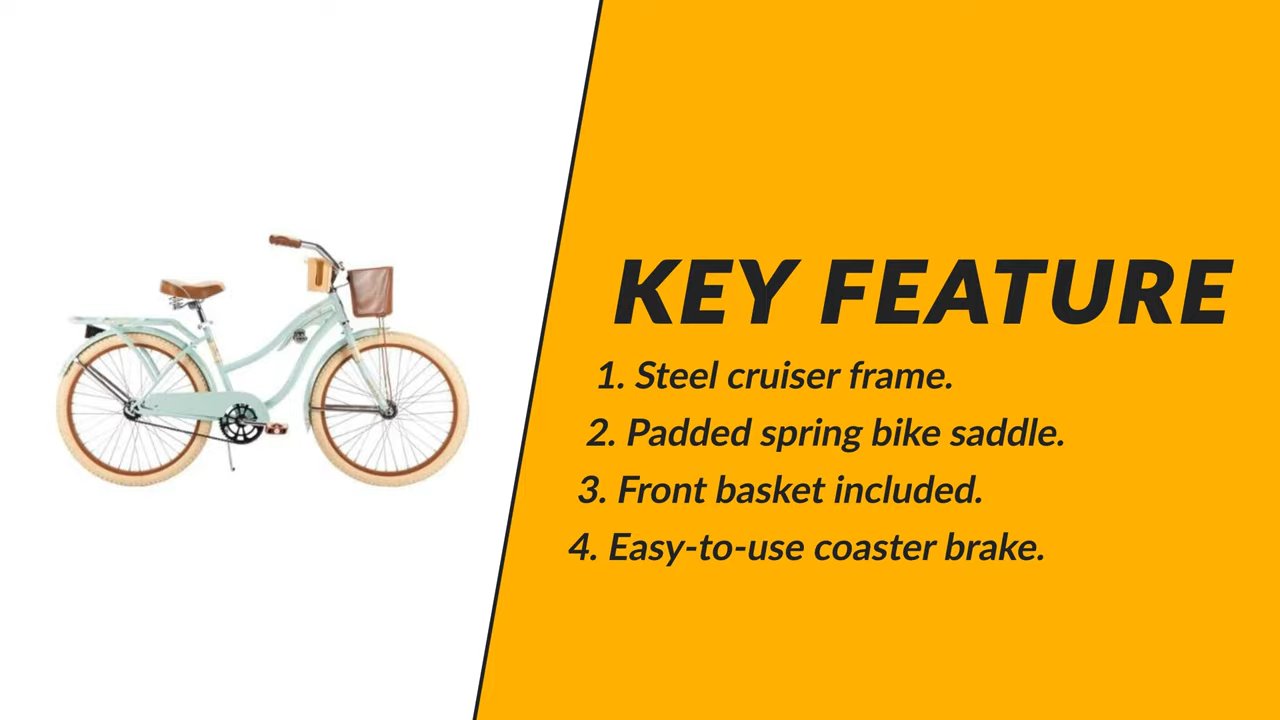 KEY FEATURE
1. Steel cruiser frame.
2. Padded spring bike saddle.
3. Front basket included.
4. Easy-to-use coaster brake.